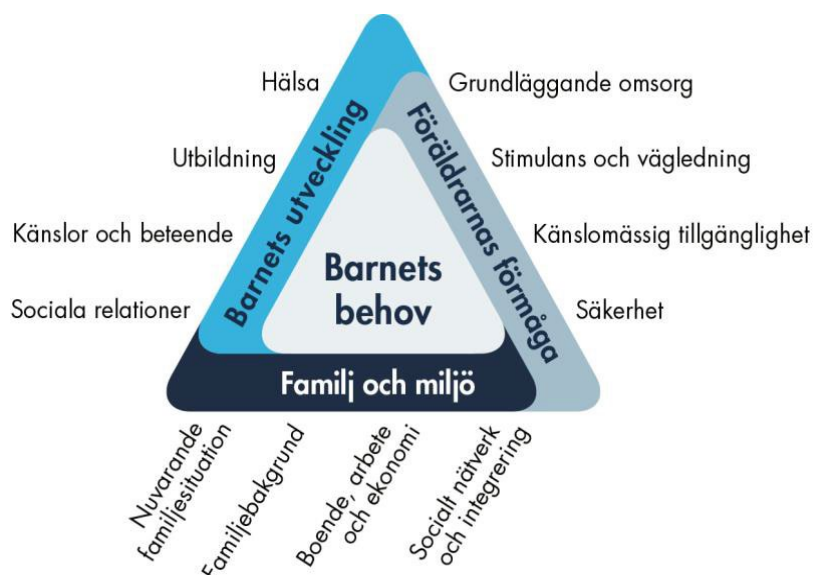 Hälsa
Grundläggande omsorg
Utbildning
Stimulans och vägledning
Känslor och beteende
Känslomässig tillgänglighet
Sociala relationer
Säkerhet
Barnets utveckling
Föräldrarnas förmåga
Barnets
behov
Familj och miljö
Nuvarande
familjesituation
Familjebakgrund
Boende, arbete
och ekonomi
Socialt nätverk
och integrering